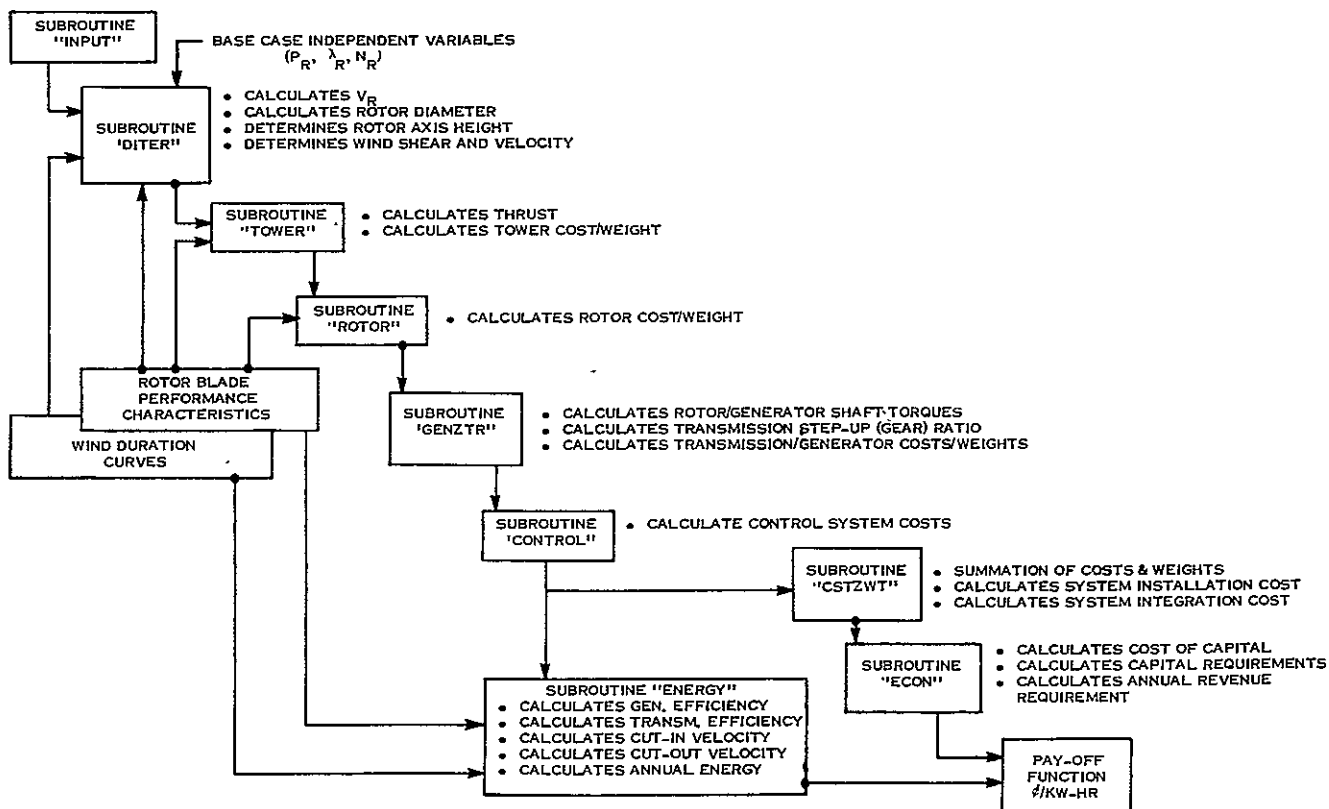 SUBROUTINE
"INPUT"
BASE CASE INDEPENDENT VARIABLES
(P_R, λ_R, N_R)
SUBROUTINE
'DITER"
• CALCULATES V_R
• CALCULATES ROTOR DIAMETER
• DETERMINES ROTOR AXIS HEIGHT
• DETERMINES WIND SHEAR AND VELOCITY
SUBROUTINE
"TOWER"
• CALCULATES THRUST
• CALCULATES TOWER COST/WEIGHT
SUBROUTINE
"ROTOR"
• CALCULATES ROTOR COST/WEIGHT
ROTOR BLADE
PERFORMANCE
CHARACTERISTICS
WIND DURATION
CURVES
SUBROUTINE
"GENZTR"
• CALCULATES ROTOR/GENERATOR SHAFT-TORQUES
• CALCULATES TRANSMISSION STEP-UP (GEAR) RATIO
• CALCULATES TRANSMISSION/GENERATOR COSTS/WEIGHTS
SUBROUTINE
'CONTROL"
• CALCULATE CONTROL SYSTEM COSTS
SUBROUTINE
"CSTZWT"
• SUMMATION OF COSTS & WEIGHTS
• CALCULATES SYSTEM INSTALLATION COST
• CALCULATES SYSTEM INTEGRATION COST
SUBROUTINE
"ECON"
• CALCULATES COST OF CAPITAL
• CALCULATES CAPITAL REQUIREMENTS
• CALCULATES ANNUAL REVENUE
REQUIREMENT
SUBROUTINE "ENERGY"
• CALCULATES GEN. EFFICIENCY
• CALCULATES TRANSM. EFFICIENCY
• CALCULATES CUT-IN VELOCITY
• CALCULATES CUT-OUT VELOCITY
• CALCULATES ANNUAL ENERGY
PAY-OFF
FUNCTION
¢/KW-HR